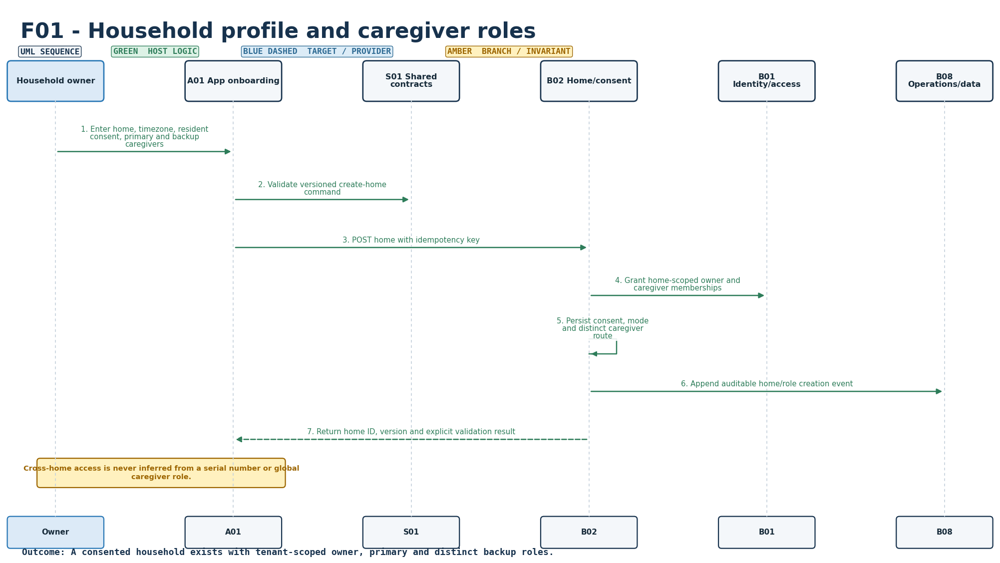 F01 - Household profile and caregiver roles
UML SEQUENCE
GREEN  HOST LOGIC
BLUE DASHED  TARGET / PROVIDER
AMBER  BRANCH / INVARIANT
Household owner
A01 App onboarding
S01 Shared
contracts
B02 Home/consent
B01
Identity/access
B08
Operations/data
1. Enter home, timezone, resident
consent, primary and backup
caregivers
2. Validate versioned create-home
command
3. POST home with idempotency key
4. Grant home-scoped owner and
caregiver memberships
5. Persist consent, mode
and distinct caregiver
route
6. Append auditable home/role creation event
7. Return home ID, version and explicit validation result
Cross-home access is never inferred from a serial number or global
caregiver role.
Owner
A01
S01
B02
B01
B08
Outcome: A consented household exists with tenant-scoped owner, primary and distinct backup roles.